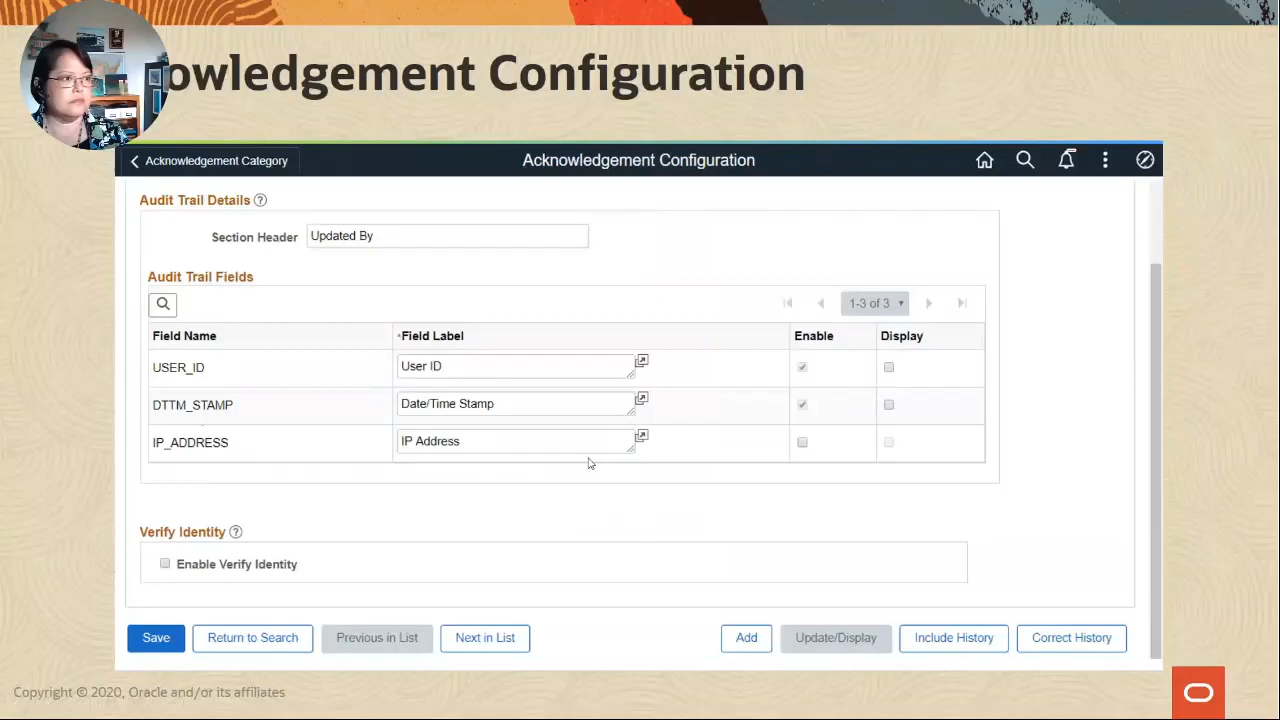 owledgement Configuration
Acknowledgement Category
Acknowledgement Configuration
Audit Trail Details ?
Section Header Updated By
Audit Trail Fields
1-3 of 3
Field Name *Field Label Enable Display
USER_ID User ID
DTTM_STAMP Date/Time Stamp
IP_ADDRESS IP Address
Verify Identity ?
Enable Verify Identity
Save Return to Search Previous in List Next in List Add Update/Display Include History Correct History
Copyright © 2020, Oracle and/or its affiliates